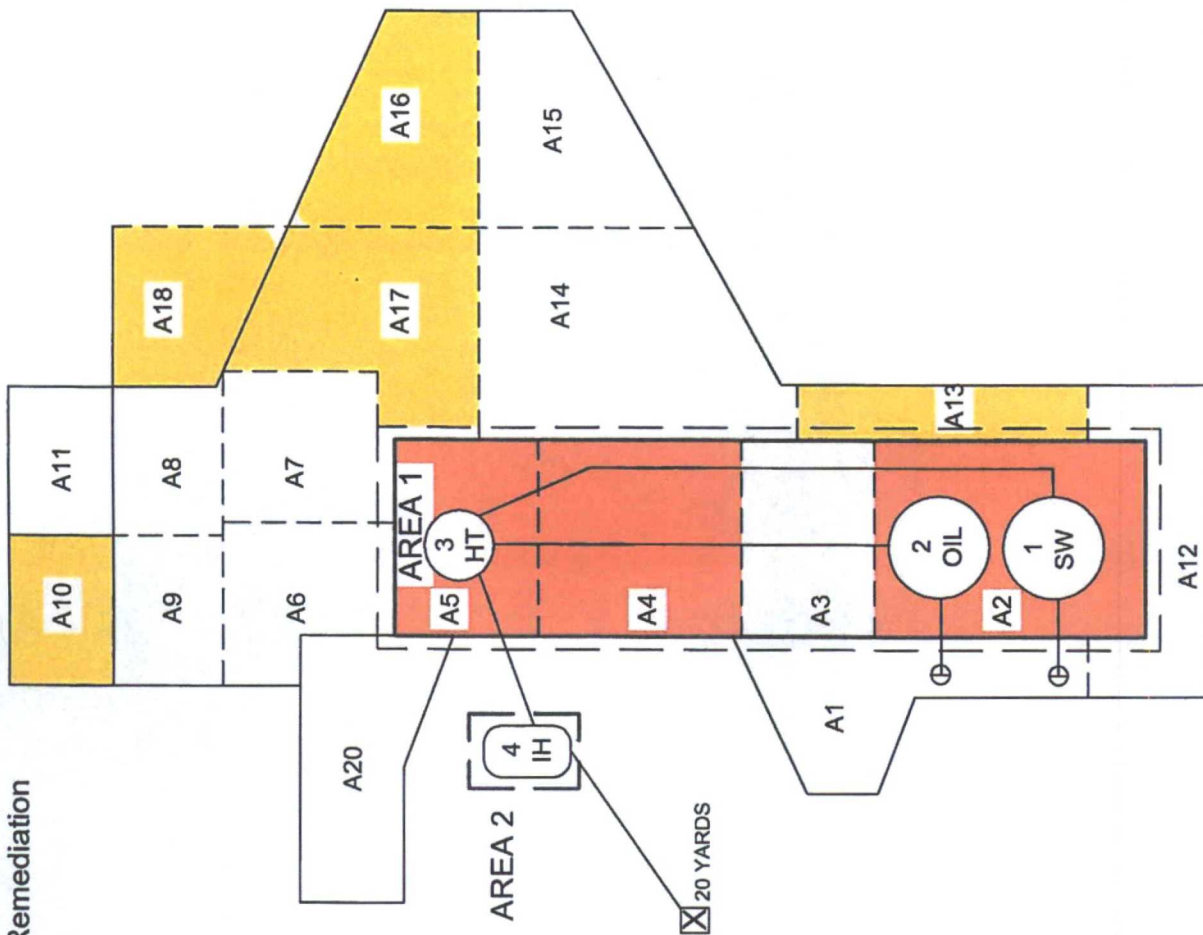 Remediation
A16
A15
A18
A17
A14
A11
A8
A7
A13
A10
A9
A6
AREA 1
3
HT
A5
A4
A3
2
OIL
1
SW
A2
A12
A20
4
IH
A1
AREA 2
X
20 YARDS